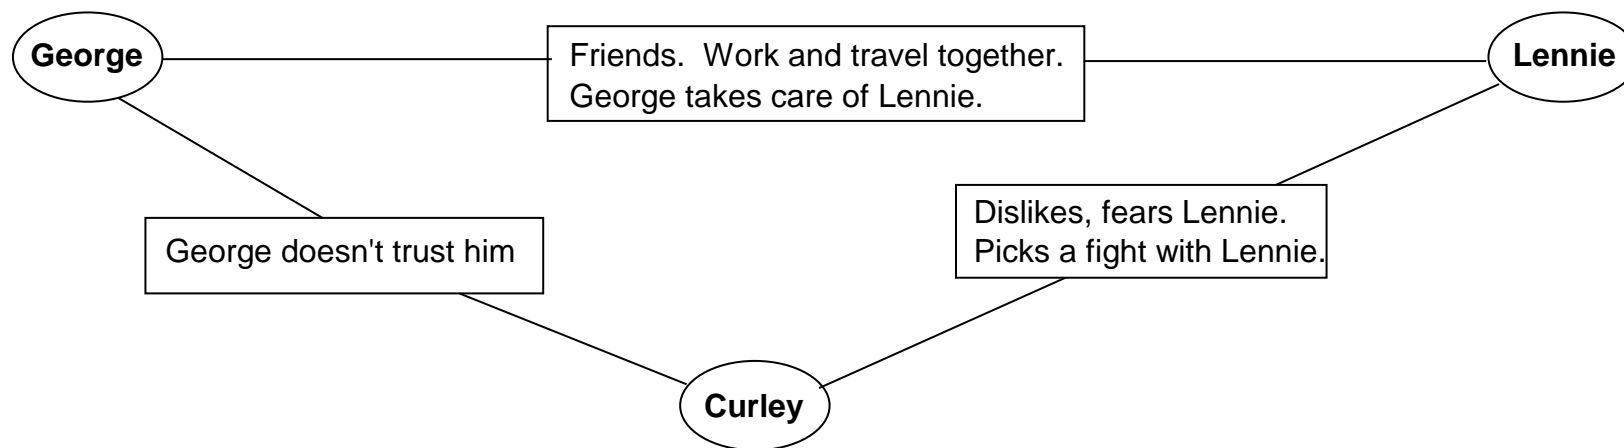 George
Friends.  Work and travel together.
George takes care of Lennie.
Lennie
George doesn't trust him
Dislikes, fears Lennie.
Picks a fight with Lennie.
Curley